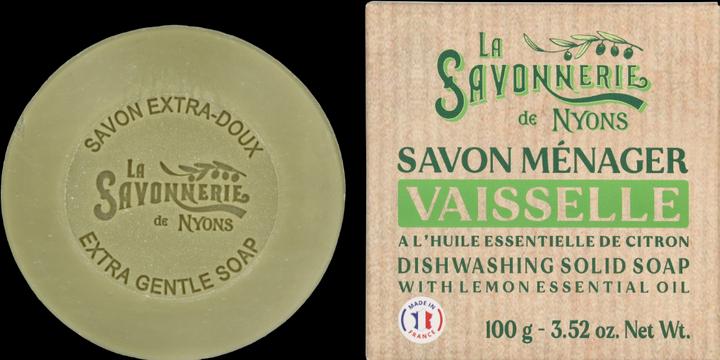 SAVON EXTRA-DOUX
LA
SAVONNERIE
de NYONS
EXTRA GENTLE SOAP
LA
SAVONNERIE
de NYONS
SAVON MÉNAGER
VAISSELLE
A L'HUILE ESSENTIELLE DE CITRON
DISHWASHING SOLID SOAP
WITH LEMON ESSENTIAL OIL
MADE IN
FRANCE
100 g - 3.52 oz. Net Wt.